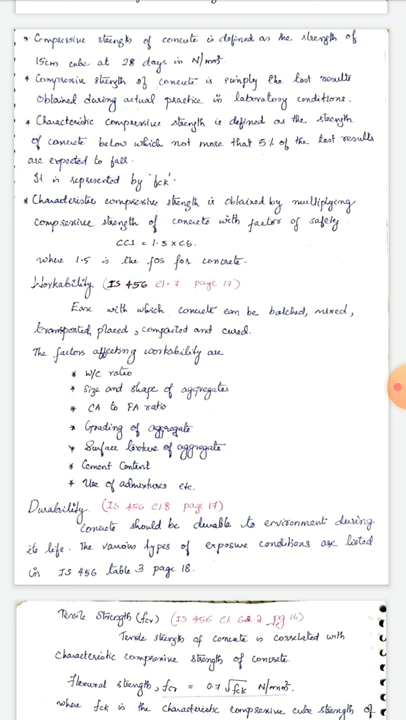 * Compressive strength of concrete is defined as the strength of
15cm cube at 28 days in N/mm²
* Compressive strength of concrete is simply the test results
obtained during actual practice in laboratory conditions.
* Characteristic compressive strength is defined as the strength
of concrete below which not more that 5% of the test results
are expected to fall.
It is represented by 'fck'.
* Characteristic compressive strength is obtained by multiplying
compressive strength of concrete with factor of safety
CCS = 1.5 x CS.
where 1.5 is the fos for concrete.
Workability (IS 456 cl. 7 page 17)
Ease with which concrete can be batched, mixed,
transported, placed, compacted and cured.
The factors affecting workability are
* W/C ratio
* Size and shape of aggregates
* CA to FA ratio
* Grading of aggregate
* Surface texture of aggregate
* Cement Content
* Use of admixtures etc.
Durability (IS 456 cl 8 page 17)
Concrete should be durable to environment during
its life. The various types of exposure conditions are listed
in IS 456 table 3 page 18.
Tensile Strength (fcr) (IS 456 cl 6.2.2 pg 16)
Tensile strength of concrete is correlated with
characteristic compressive strength of concrete.
Flexural strength, fcr = 0.7 √fck N/mm².
where fck is the characteristic compressive cube strength of